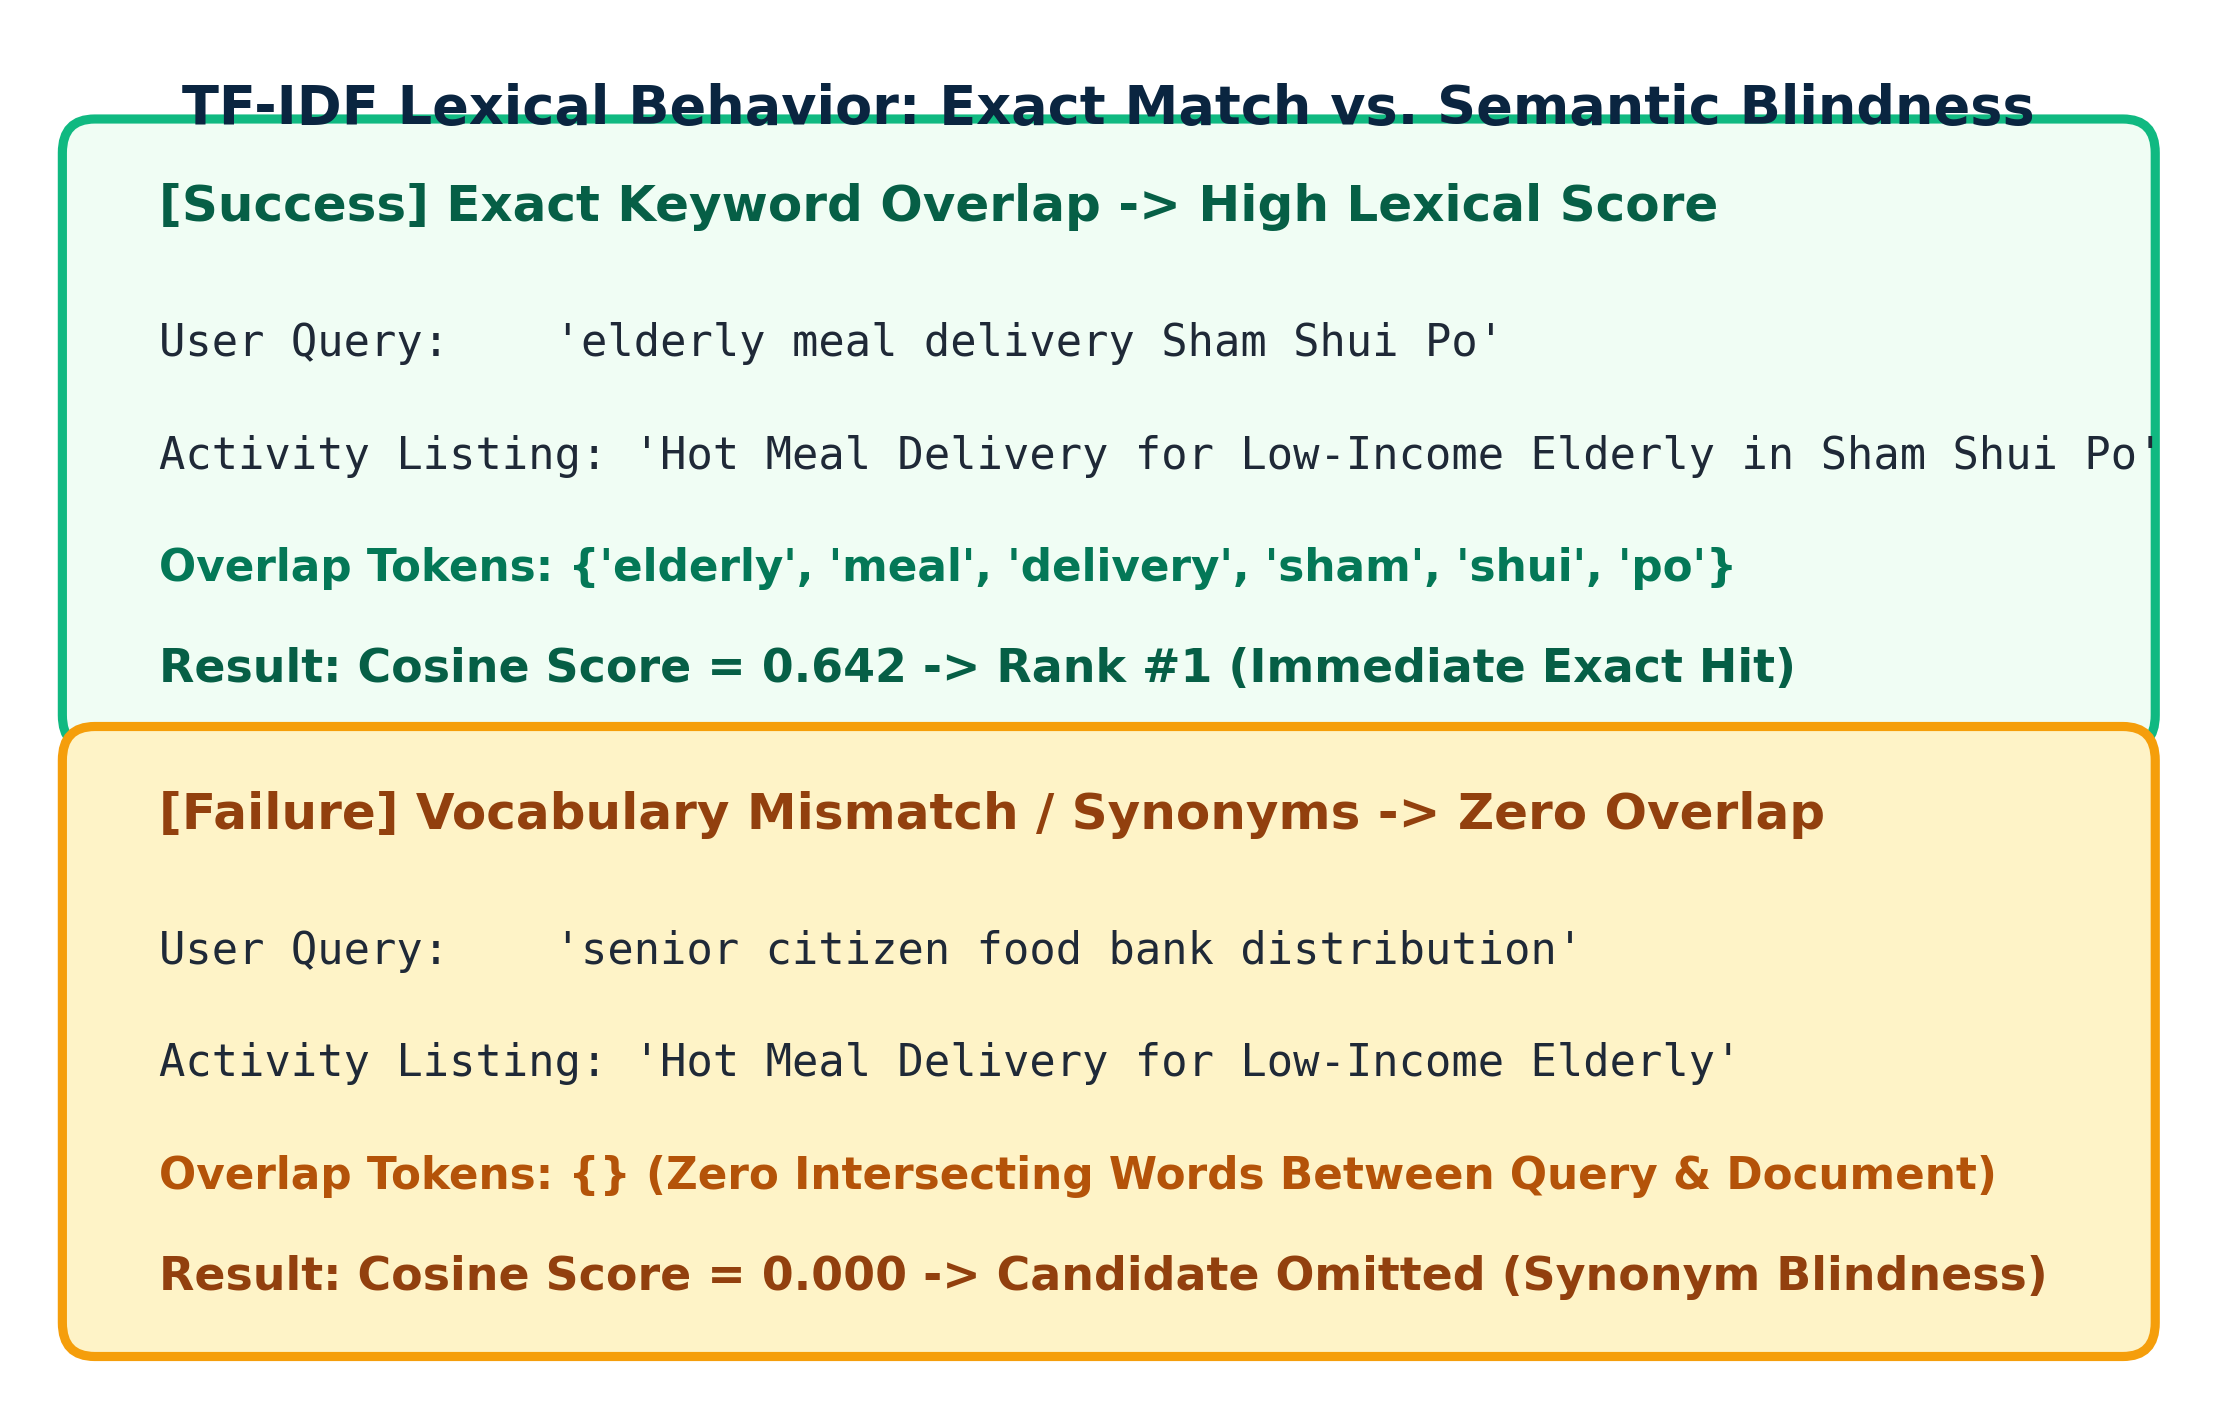 TF-IDF Lexical Behavior: Exact Match vs. Semantic Blindness
[Success] Exact Keyword Overlap -> High Lexical Score
User Query:    'elderly meal delivery Sham Shui Po'
Activity Listing: 'Hot Meal Delivery for Low-Income Elderly in Sham Shui Po'
Overlap Tokens: {'elderly', 'meal', 'delivery', 'sham', 'shui', 'po'}
Result: Cosine Score = 0.642 -> Rank #1 (Immediate Exact Hit)
[Failure] Vocabulary Mismatch / Synonyms -> Zero Overlap
User Query:    'senior citizen food bank distribution'
Activity Listing: 'Hot Meal Delivery for Low-Income Elderly'
Overlap Tokens: {} (Zero Intersecting Words Between Query & Document)
Result: Cosine Score = 0.000 -> Candidate Omitted (Synonym Blindness)